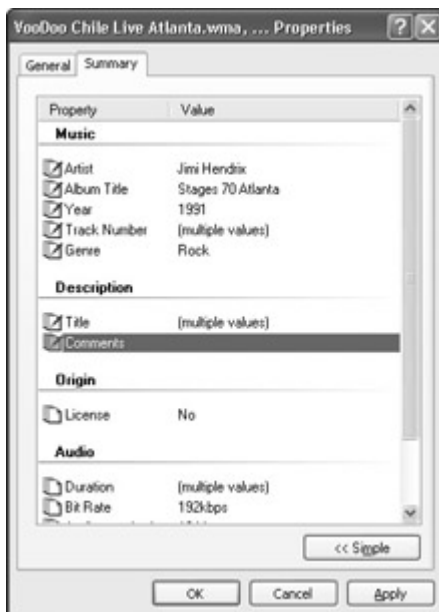 VooDoo Chile Live Atlanta.wma, ... Properties
General Summary
Property Value
Music
Artist Jimi Hendrix
Album Title Stages 70 Atlanta
Year 1991
Track Number (multiple values)
Genre Rock
Description
Title (multiple values)
Comments
Origin
License No
Audio
Duration (multiple values)
Bit Rate 192kbps
<< Simple
OK Cancel Apply